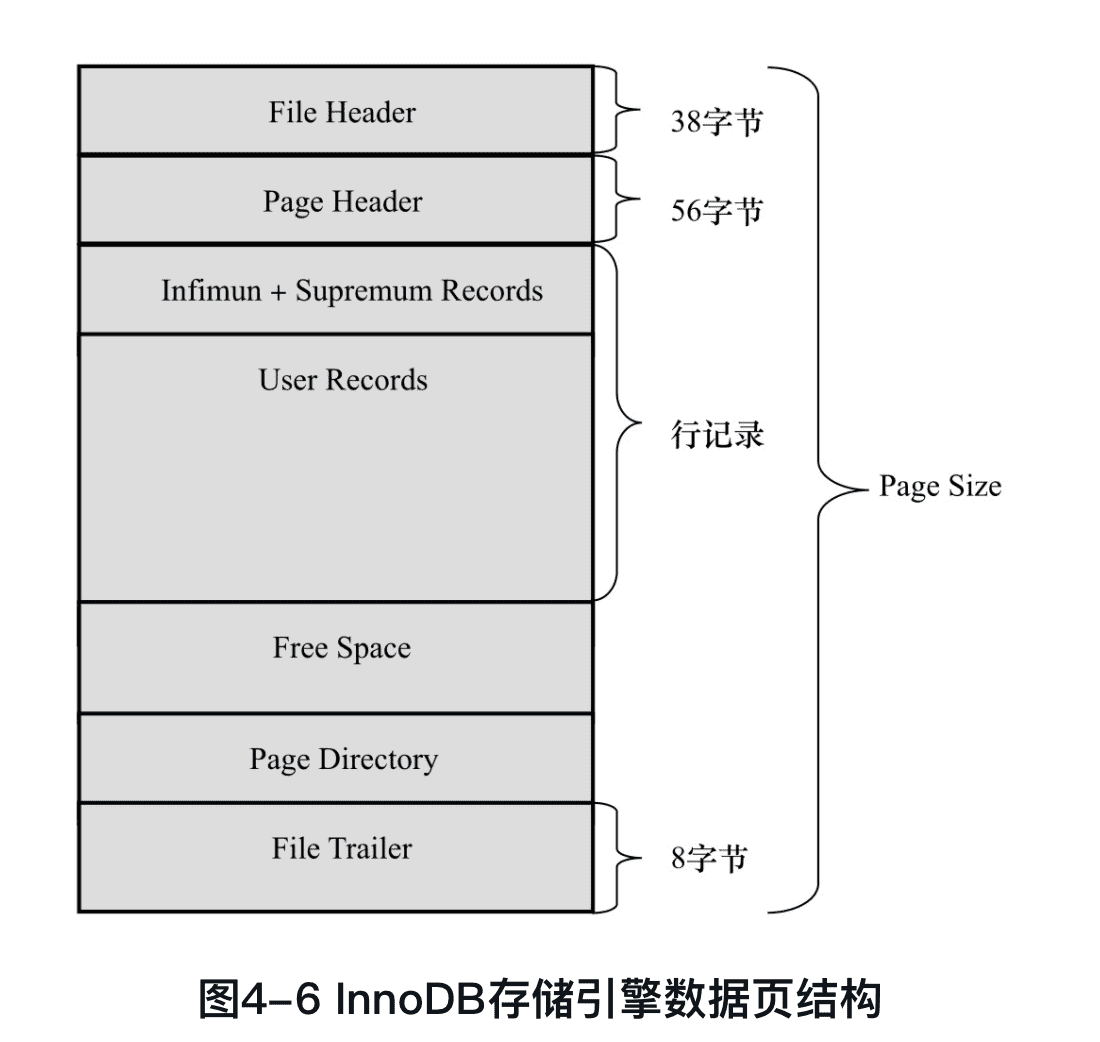 File Header
38字节
Page Header
56字节
Infimun + Supremum Records
User Records
行记录
Page Size
Free Space
Page Directory
File Trailer
8字节
图4-6 InnoDB存储引擎数据页结构